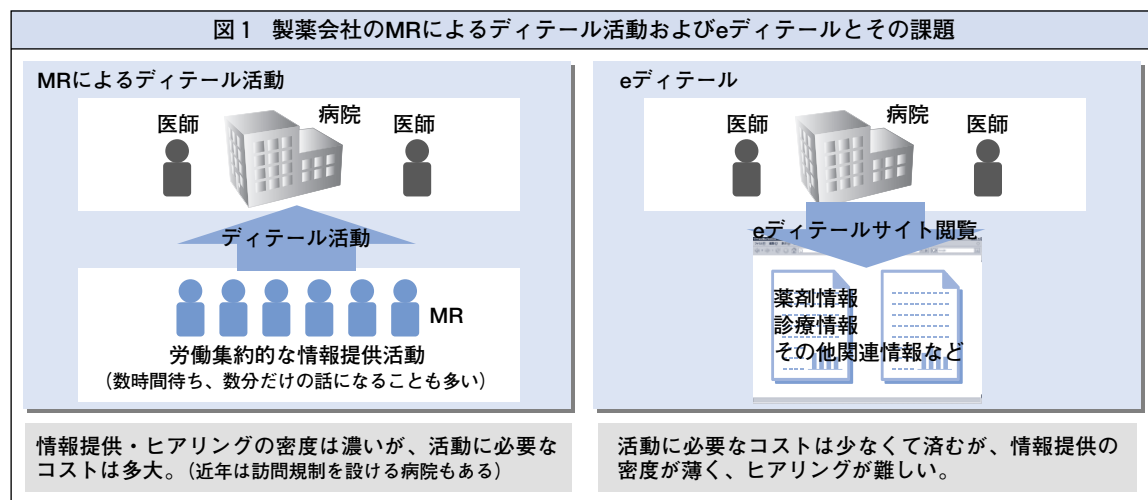 図1 製薬会社のMRによるディテール活動およびeディテールとその課題
MRによるディテール活動
医師
病院
医師
ディテール活動
MR
労働集約的な情報提供活動
（数時間待ち、数分だけの話になることも多い）
情報提供・ヒアリングの密度は濃いが、活動に必要な
コストは多大。（近年は訪問規制を設ける病院もある）
eディテール
医師
病院
医師
eディテールサイト閲覧
薬剤情報
診療情報
その他関連情報など
活動に必要なコストは少なくて済むが、情報提供の
密度が薄く、ヒアリングが難しい。